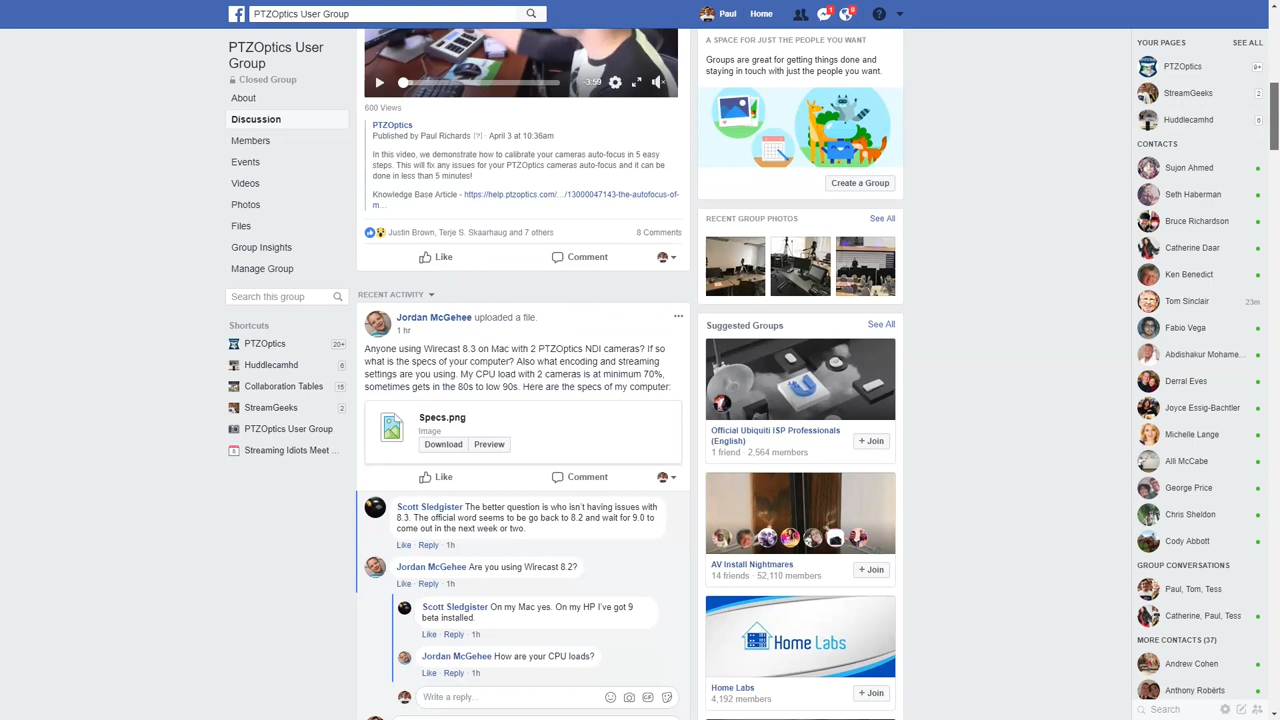 PTZOptics User Group
Paul
Home
9
PTZOptics User
Group
Closed Group
About
Discussion
Members
Events
Videos
Photos
Files
Group Insights
Manage Group
Search this group
Shortcuts
PTZOptics 20+
Huddlecamhd 6
Collaboration Tables 15
StreamGeeks 2
PTZOptics User Group
Streaming Idiots Meet ...
-3:59
600 Views
PTZOptics
Published by Paul Richards [?] · April 3 at 10:36am
In this video, we demonstrate how to calibrate your cameras auto-focus in 5 easy
steps. This will fix any issues for your PTZOptics cameras auto-focus and it can be
done in less than 5 minutes!
Knowledge Base Article - https://help.ptzoptics.com/.../13000047143-the-autofocus-of-
m...
Justin Brown, Terje S. Skaarhaug and 7 others
8 Comments
Like
Comment
RECENT ACTIVITY
Jordan McGehee uploaded a file.
1 hr
Anyone using Wirecast 8.3 on Mac with 2 PTZOptics NDI cameras? If so
what is the specs of your computer? Also what encoding and streaming
settings are you using. My CPU load with 2 cameras is at minimum 70%,
sometimes gets in the 80s to low 90s. Here are the specs of my computer:
Specs.png
Image
Download
Preview
Like
Comment
Scott Sledgister The better question is who isn't having issues with
8.3. The official word seems to be go back to 8.2 and wait for 9.0 to
come out in the next week or two.
Like · Reply · 1h
Jordan McGehee Are you using Wirecast 8.2?
Like · Reply · 1h
Scott Sledgister On my Mac yes. On my HP I've got 9
beta installed.
Like · Reply · 1h
Jordan McGehee How are your CPU loads?
Like · Reply · 1h
Write a reply...
A SPACE FOR JUST THE PEOPLE YOU WANT
Groups are great for getting things done and
staying in touch with just the people you want.
Create a Group
RECENT GROUP PHOTOS
See All
Suggested Groups
See All
Official Ubiquiti ISP Professionals
(English)
1 friend · 2,564 members
+ Join
AV Install Nightmares
14 friends · 52,110 members
+ Join
Home Labs
Home Labs
4,192 members
+ Join
YOUR PAGES
SEE ALL
PTZOptics 9+
StreamGeeks 2
Huddlecamhd 6
CONTACTS
Sujon Ahmed
Seth Haberman
Bruce Richardson
Catherine Daar
Ken Benedict
Tom Sinclair 23m
Fabio Vega
Abdishakur Mohame...
Derral Eves
Joyce Essig-Bachtler
Michelle Lange
Alli McCabe
George Price
Chris Sheldon
Cody Abbott
GROUP CONVERSATIONS
Paul, Tom, Tess
Catherine, Paul, Tess
MORE CONTACTS (37)
Andrew Cohen
Anthony Roberts
Search